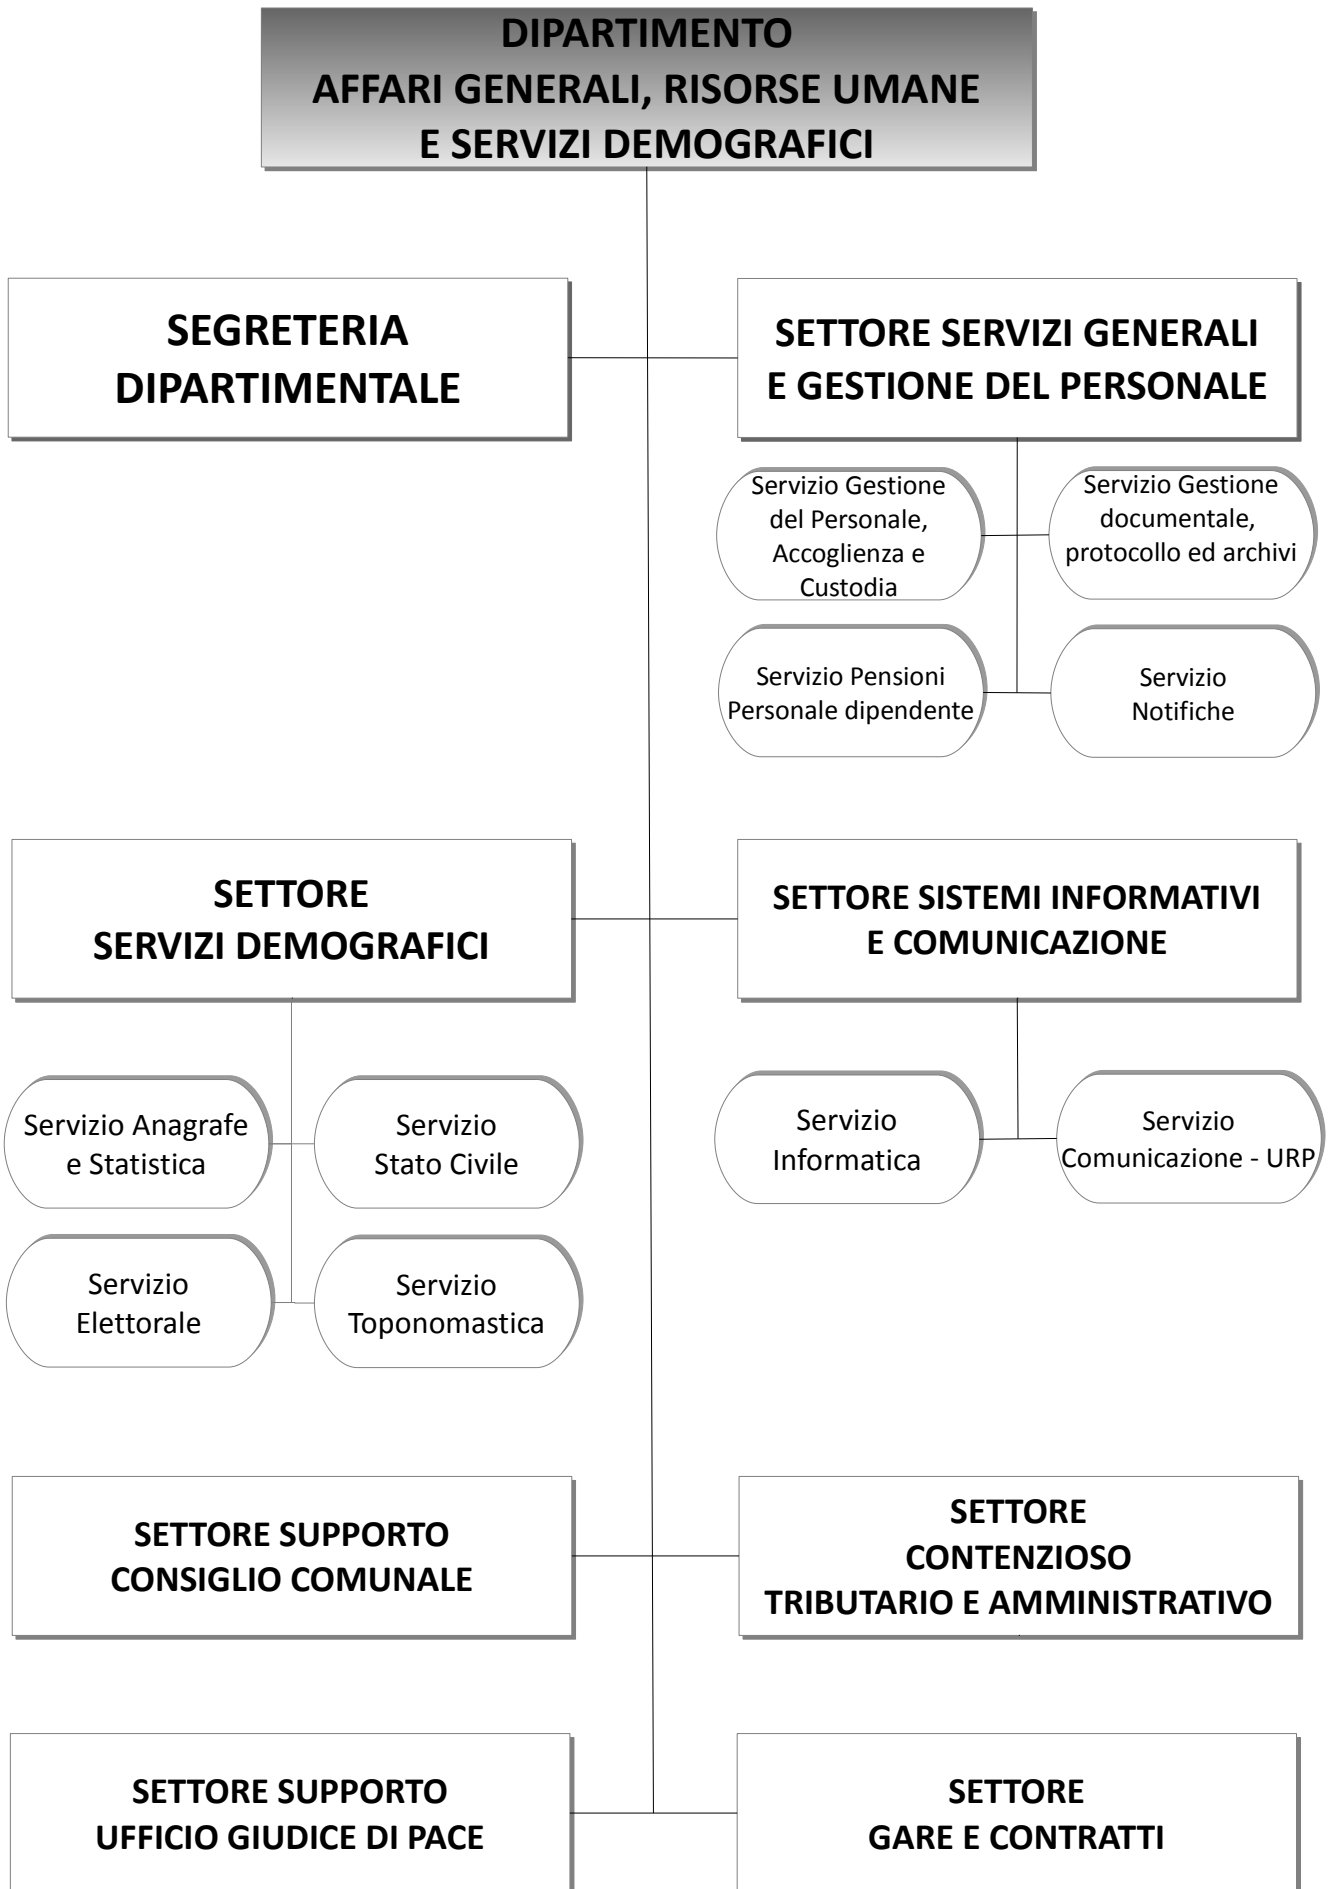 DIPARTIMENTO
AFFARI GENERALI, RISORSE UMANE
E SERVIZI DEMOGRAFICI
SEGRETERIA
DIPARTIMENTALE
SETTORE SERVIZI GENERALI
E GESTIONE DEL PERSONALE
Servizio Gestione
del Personale,
Accoglienza e
Custodia
Servizio Gestione
documentale,
protocollo ed archivi
Servizio Pensioni
Personale dipendente
Servizio
Notifiche
SETTORE
SERVIZI DEMOGRAFICI
SETTORE SISTEMI INFORMATIVI
E COMUNICAZIONE
Servizio Anagrafe
e Statistica
Servizio
Stato Civile
Servizio
Informatica
Servizio
Comunicazione - URP
Servizio
Elettorale
Servizio
Toponomastica
SETTORE SUPPORTO
CONSIGLIO COMUNALE
SETTORE
CONTENZIOSO
TRIBUTARIO E AMMINISTRATIVO
SETTORE SUPPORTO
UFFICIO GIUDICE DI PACE
SETTORE
GARE E CONTRATTI